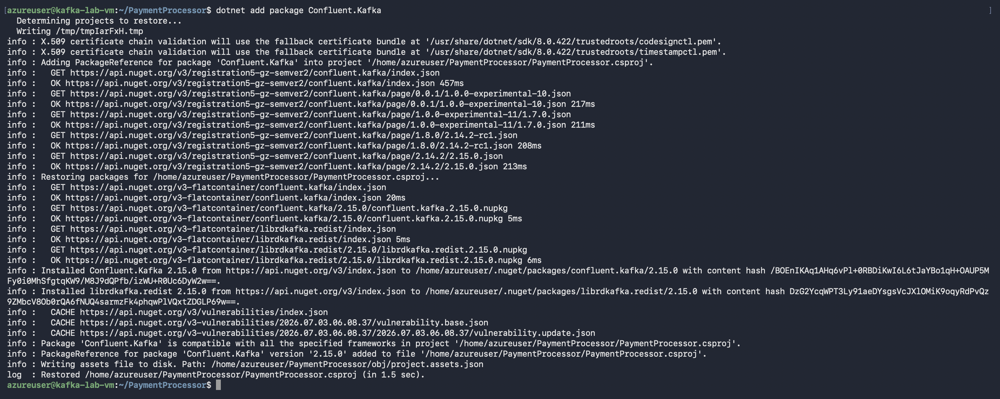 [azureuser@kafka-lab-vm:~/PaymentProcessor$ dotnet add package Confluent.Kafka ]
  Determining projects to restore...
  Writing /tmp/tmpIarFxH.tmp
info : X.509 certificate chain validation will use the fallback certificate bundle at '/usr/share/dotnet/sdk/8.0.422/trustedroots/codesignctl.pem'.
info : X.509 certificate chain validation will use the fallback certificate bundle at '/usr/share/dotnet/sdk/8.0.422/trustedroots/timestampctl.pem'.
info : Adding PackageReference for package 'Confluent.Kafka' into project '/home/azureuser/PaymentProcessor/PaymentProcessor.csproj'.
info :   GET https://api.nuget.org/v3/registration5-gz-semver2/confluent.kafka/index.json
info :   OK https://api.nuget.org/v3/registration5-gz-semver2/confluent.kafka/index.json 457ms
info :   GET https://api.nuget.org/v3/registration5-gz-semver2/confluent.kafka/page/0.0.1/1.0.0-experimental-10.json
info :   OK https://api.nuget.org/v3/registration5-gz-semver2/confluent.kafka/page/0.0.1/1.0.0-experimental-10.json 217ms
info :   GET https://api.nuget.org/v3/registration5-gz-semver2/confluent.kafka/page/1.0.0-experimental-11/1.7.0.json
info :   OK https://api.nuget.org/v3/registration5-gz-semver2/confluent.kafka/page/1.0.0-experimental-11/1.7.0.json 211ms
info :   GET https://api.nuget.org/v3/registration5-gz-semver2/confluent.kafka/page/1.8.0/2.14.2-rc1.json
info :   OK https://api.nuget.org/v3/registration5-gz-semver2/confluent.kafka/page/1.8.0/2.14.2-rc1.json 208ms
info :   GET https://api.nuget.org/v3/registration5-gz-semver2/confluent.kafka/page/2.14.2/2.15.0.json
info :   OK https://api.nuget.org/v3/registration5-gz-semver2/confluent.kafka/page/2.14.2/2.15.0.json 213ms
info : Restoring packages for /home/azureuser/PaymentProcessor/PaymentProcessor.csproj...
info :   GET https://api.nuget.org/v3-flatcontainer/confluent.kafka/index.json
info :   OK https://api.nuget.org/v3-flatcontainer/confluent.kafka/index.json 20ms
info :   GET https://api.nuget.org/v3-flatcontainer/confluent.kafka/2.15.0/confluent.kafka.2.15.0.nupkg
info :   OK https://api.nuget.org/v3-flatcontainer/confluent.kafka/2.15.0/confluent.kafka.2.15.0.nupkg 5ms
info :   GET https://api.nuget.org/v3-flatcontainer/librdkafka.redist/index.json
info :   OK https://api.nuget.org/v3-flatcontainer/librdkafka.redist/index.json 5ms
info :   GET https://api.nuget.org/v3-flatcontainer/librdkafka.redist/2.15.0/librdkafka.redist.2.15.0.nupkg
info :   OK https://api.nuget.org/v3-flatcontainer/librdkafka.redist/2.15.0/librdkafka.redist.2.15.0.nupkg 6ms
info : Installed Confluent.Kafka 2.15.0 from https://api.nuget.org/v3/index.json to /home/azureuser/.nuget/packages/confluent.kafka/2.15.0 with content hash /BOEnIKAq1AHq6vPl+0RBDiKwI6L6tJaYBo1qH+OAUP5M
Fy0i0MhSfgtqKW9/M8J9dQPfb/izWU+R0Uc6DyW2w==.
info : Installed librdkafka.redist 2.15.0 from https://api.nuget.org/v3/index.json to /home/azureuser/.nuget/packages/librdkafka.redist/2.15.0 with content hash DzG2YcqWPT3Ly91aeDYsgsVcJXlOMiK9oqyRdPvQz
9ZMbcV8Ob0rQA6fNUQ4sarmzFk4phqwPlVQxtZDGLP69w==.
info :   CACHE https://api.nuget.org/v3/vulnerabilities/index.json
info :   CACHE https://api.nuget.org/v3-vulnerabilities/2026.07.03.06.08.37/vulnerability.base.json
info :   CACHE https://api.nuget.org/v3-vulnerabilities/2026.07.03.06.08.37/2026.07.03.06.08.37/vulnerability.update.json
info : Package 'Confluent.Kafka' is compatible with all the specified frameworks in project '/home/azureuser/PaymentProcessor/PaymentProcessor.csproj'.
info : PackageReference for package 'Confluent.Kafka' version '2.15.0' added to file '/home/azureuser/PaymentProcessor/PaymentProcessor.csproj'.
info : Writing assets file to disk. Path: /home/azureuser/PaymentProcessor/obj/project.assets.json
log  : Restored /home/azureuser/PaymentProcessor/PaymentProcessor.csproj (in 1.5 sec).
azureuser@kafka-lab-vm:~/PaymentProcessor$